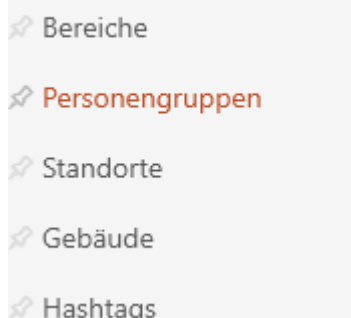 Bereiche
Personengruppen
Standorte
Gebäude
Hashtags